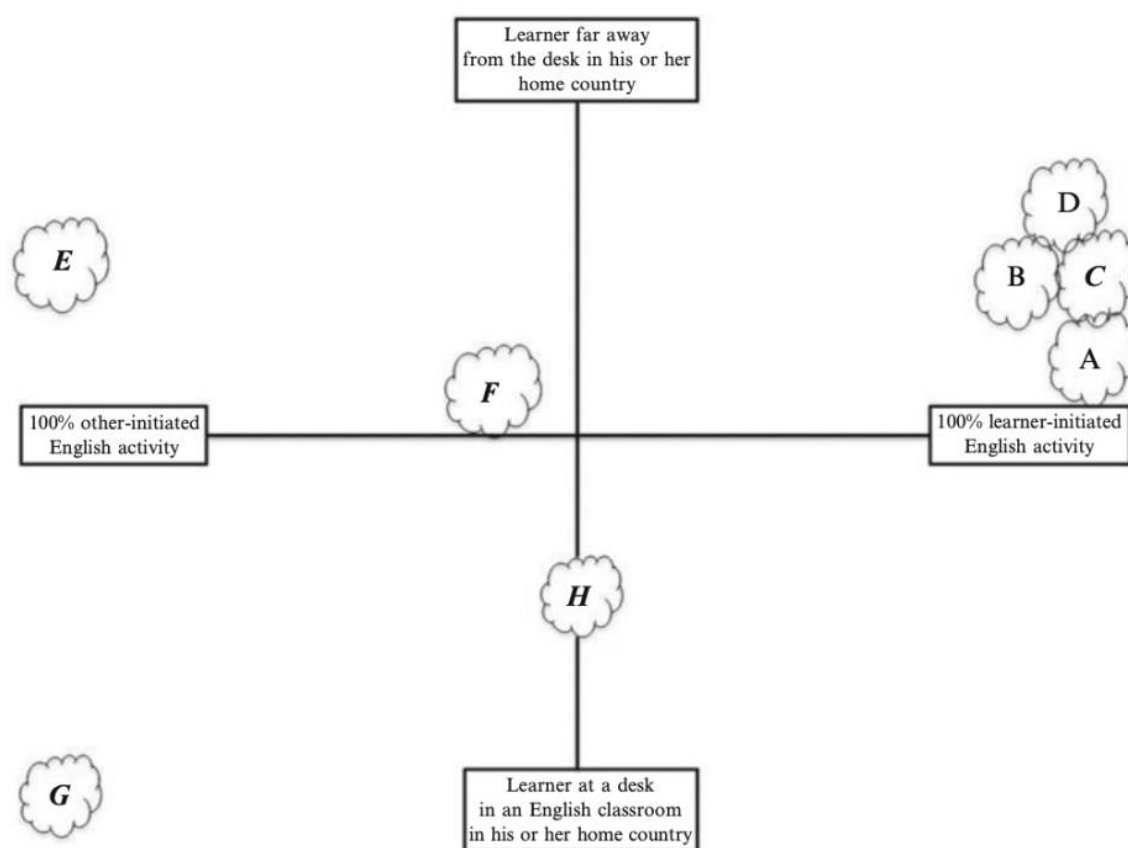 Learner far away
from the desk in his or her
home country
D
E
B
C
A
F
100% other-initiated
English activity
100% learner-initiated
English activity
H
G
Learner at a desk
in an English classroom
in his or her home country